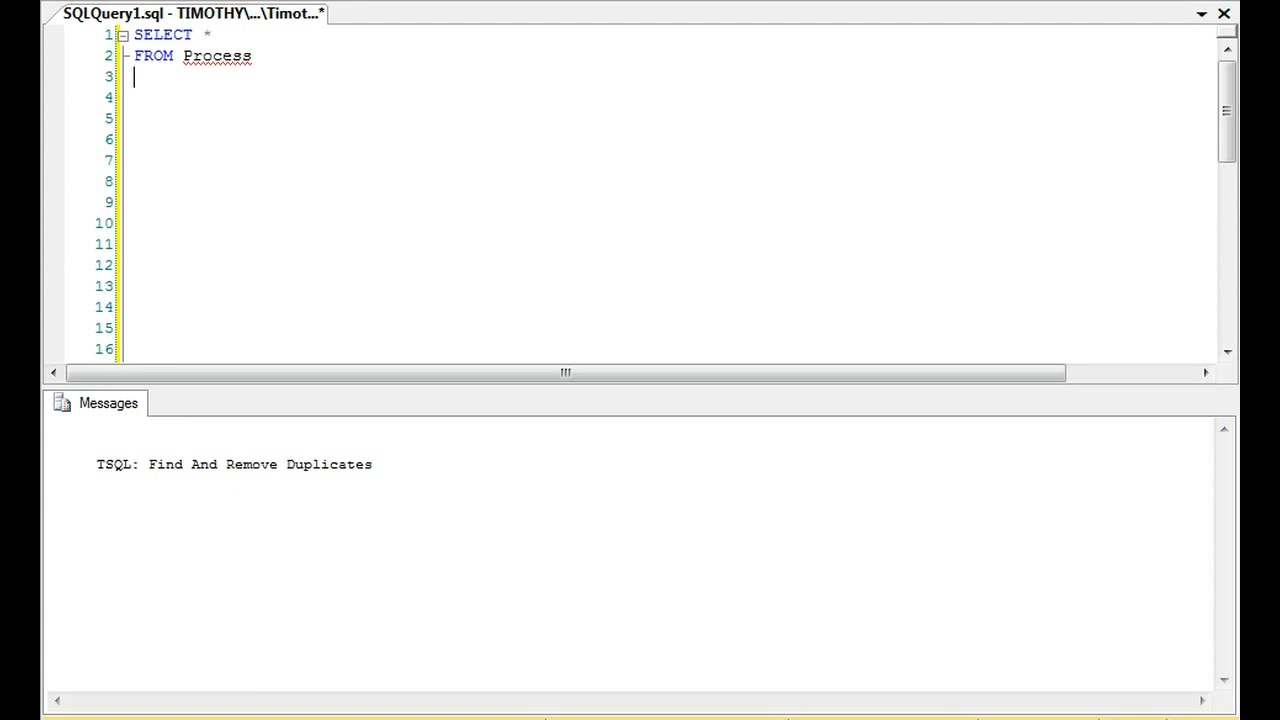 SQLQuery1.sql - TIMOTHY\...\Timot...*
1 SELECT *
2 FROM Process
3
4
5
6
7
8
9
10
11
12
13
14
15
16
Messages
TSQL: Find And Remove Duplicates